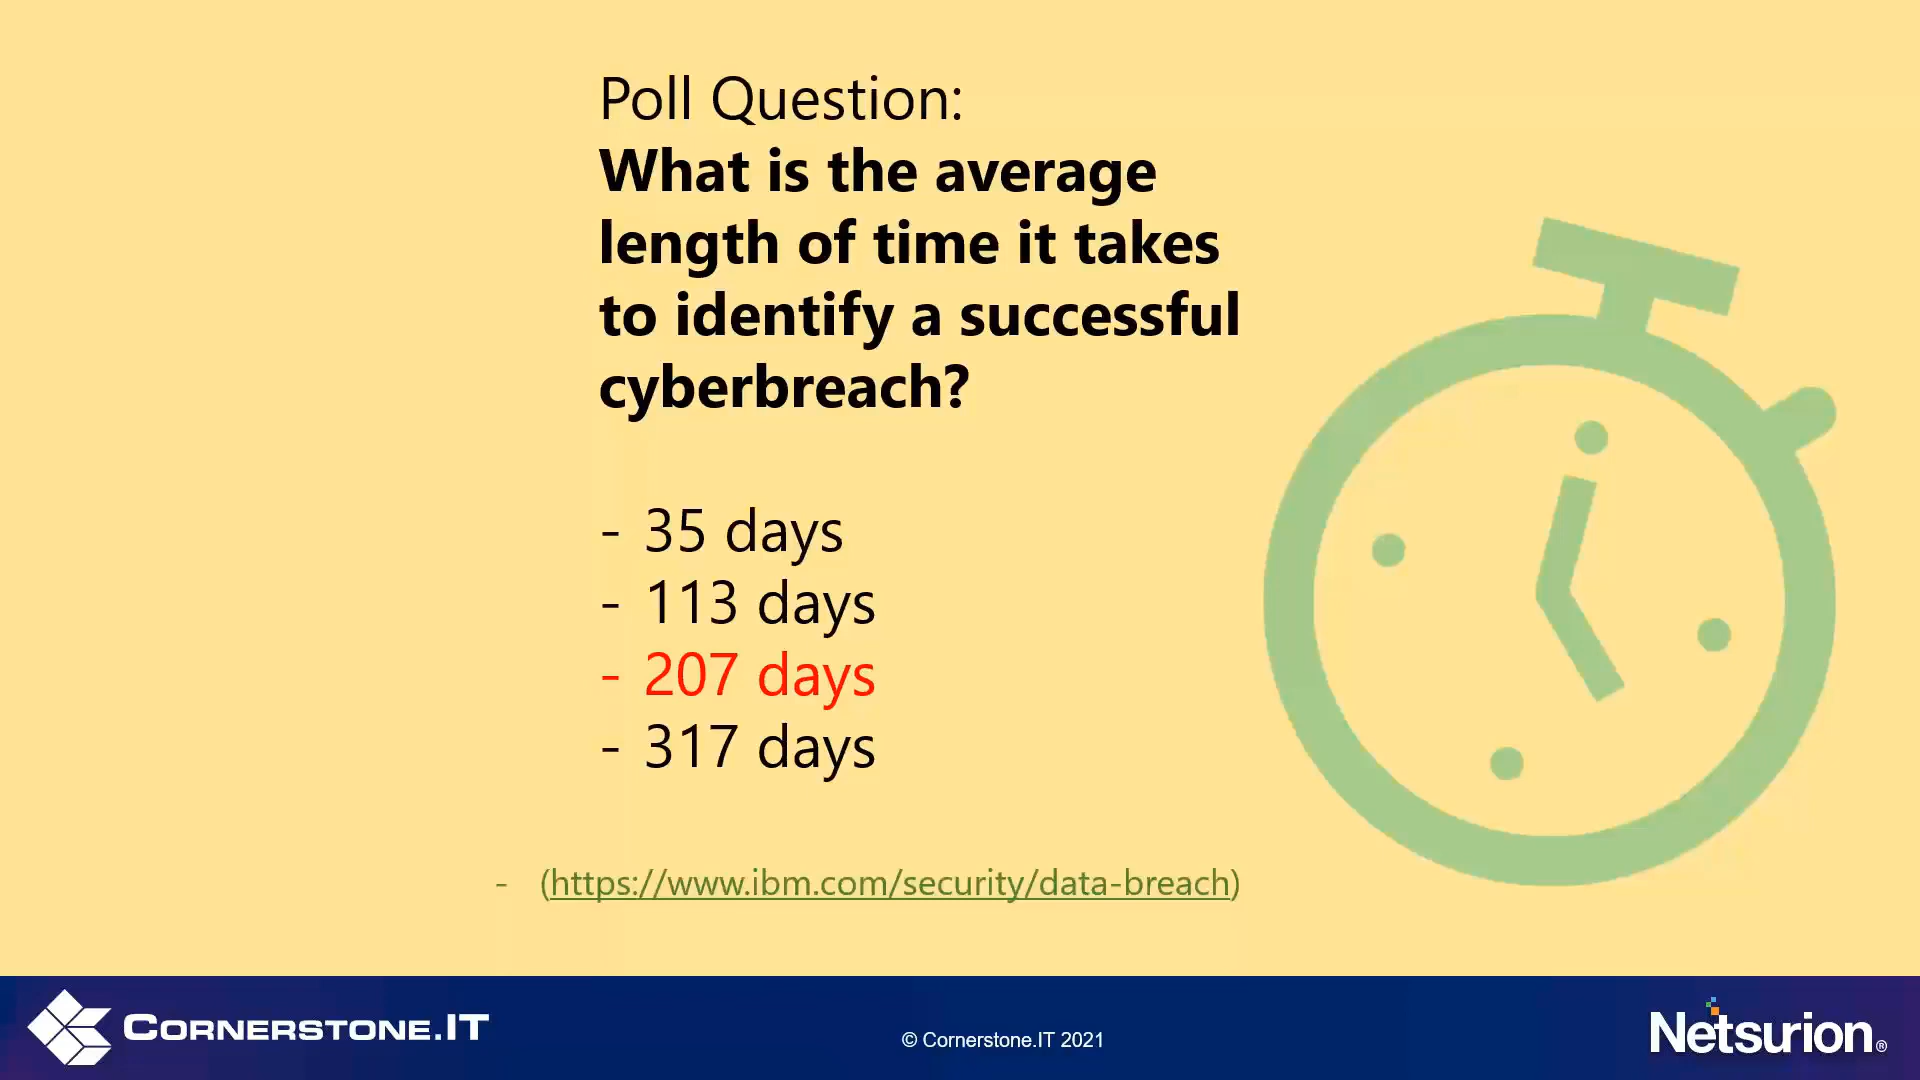 Poll Question:
What is the average
length of time it takes
to identify a successful
cyberbreach?
- 35 days
- 113 days
- 207 days
- 317 days
- (https://www.ibm.com/security/data-breach)
CORNERSTONE.IT
© Cornerstone.IT 2021
Netsurion®